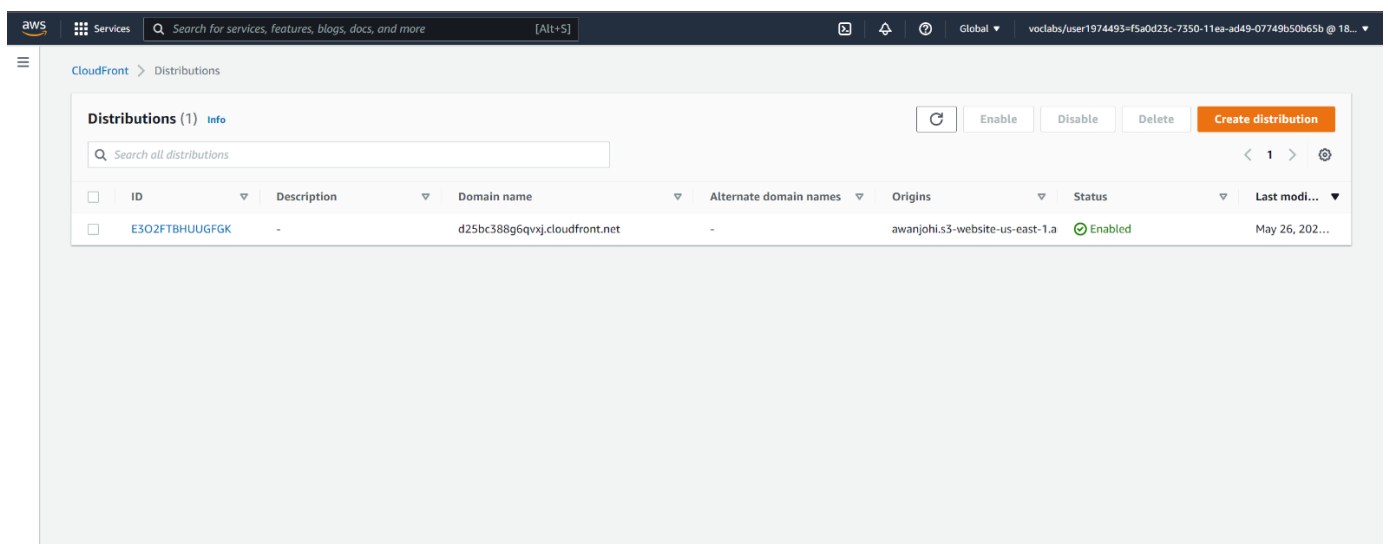 aws Services Search for services, features, blogs, docs, and more [Alt+S] Global voclabs/user1974493=f5a0d23c-7350-11ea-ad49-07749b50b65b @ 18...
CloudFront > Distributions
Distributions (1) Info Enable Disable Delete Create distribution
Search all distributions < 1 >
ID Description Domain name Alternate domain names Origins Status Last modi...
E3O2FTBHUUGFGK - d25bc388g6qvxj.cloudfront.net - awanjohi.s3-website-us-east-1.a Enabled May 26, 202...